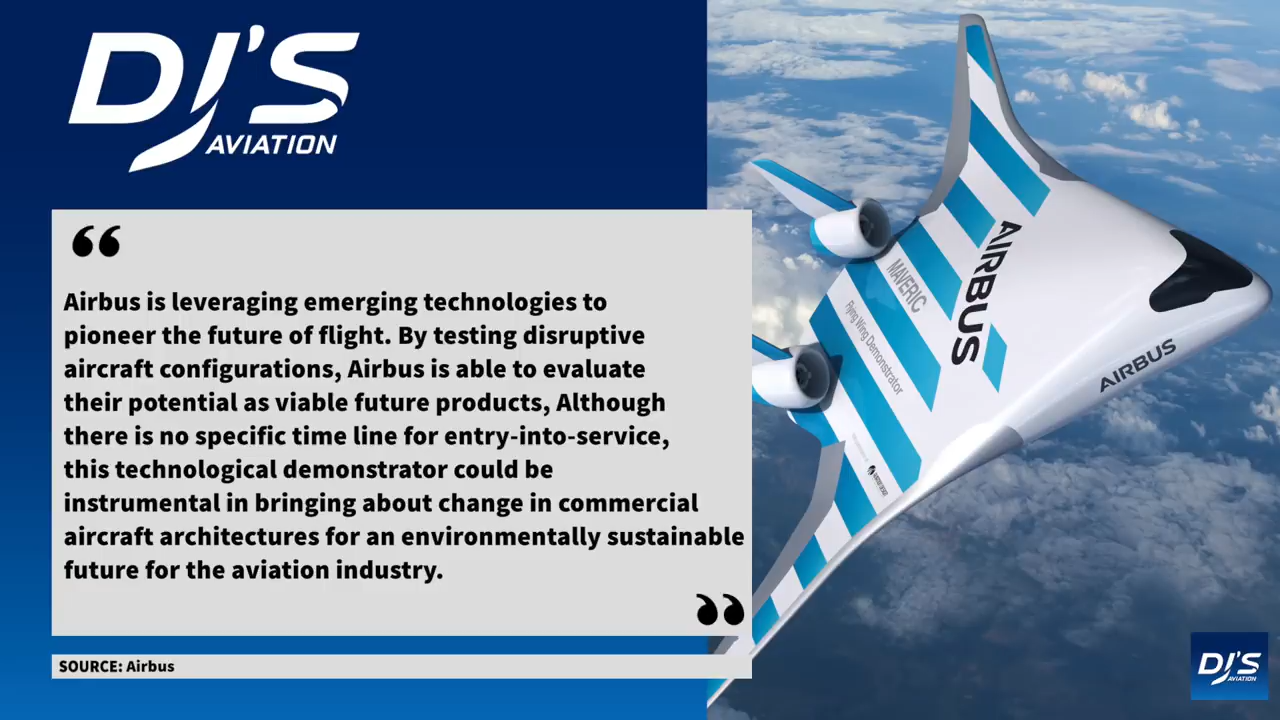 DJ'S
AVIATION
“
Airbus is leveraging emerging technologies to
pioneer the future of flight. By testing disruptive
aircraft configurations, Airbus is able to evaluate
their potential as viable future products, Although
there is no specific time line for entry-into-service,
this technological demonstrator could be
instrumental in bringing about change in commercial
aircraft architectures for an environmentally sustainable
future for the aviation industry.
”
SOURCE: Airbus
AIRBUS
MAVERIC
Flying Wing Demonstrator
AIRBUS
DJ'S
AVIATION